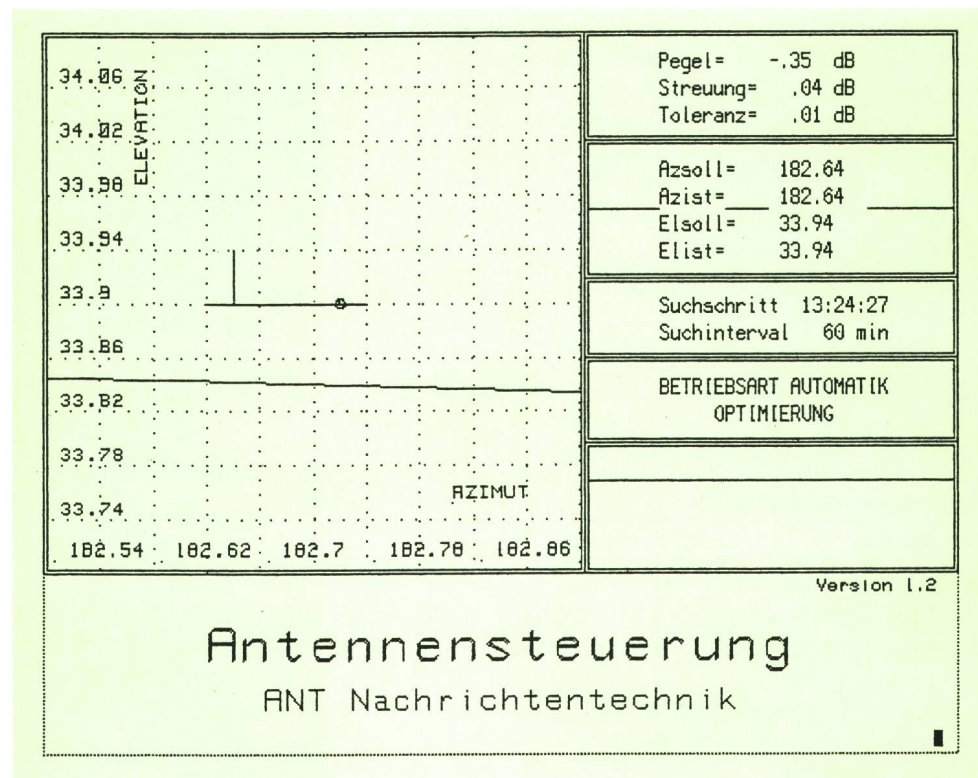 34.06
ELEVATION
34.02
33.98
33.94
33.9
33.86
33.82
33.78
AZIMUT
33.74
182.54 182.62 182.7 182.78 182.86
Pegel= -.35 dB
Streuung= .04 dB
Toleranz= .01 dB
Azsoll= 182.64
Azist= 182.64
Elsoll= 33.94
Elist= 33.94
Suchschritt 13:24:27
Suchinterval 60 min
BETRIEBSART AUTOMATIK
OPTIMIERUNG
Version 1.2
Antennensteuerung
ANT Nachrichtentechnik